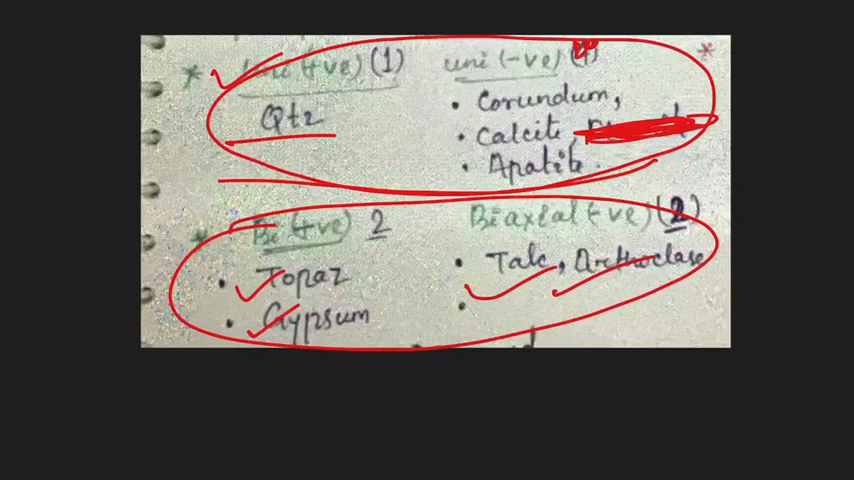 * Uni (+ve) (1) uni (-ve) *
Qtz • Corundum,
• Calcite,
• Apatite.
* Bi (+ve) 2 Biaxial (-ve) (2)
• Topaz • Talc, Orthoclase
• Gypsum •